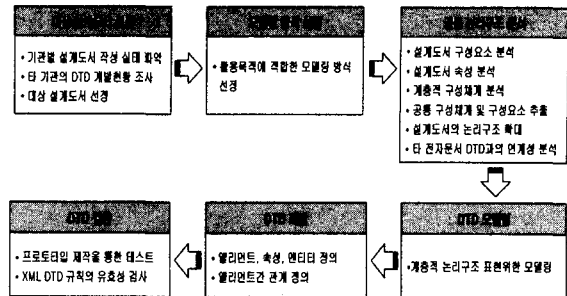 • 기관별 설계도서 작성 실태 파악
• 타 기관의 DTD 개발현황 조사
• 대상 설계도서 선정
• 활용목적에 적합한 모델링 방식
선정
• 설계도서 구성요소 분석
• 설계도서 속성 분석
• 계층적 구성체계 분석
• 공통 구성체계 및 구성요소 추출
• 설계도서의 논리구조 확대
• 타 전자문서 DTD과의 연계성 분석
DTD 모델링
• 계층적 논리구조 표현위한 모델링
DTD
• 엘리먼트, 속성, 엔티티 정의
• 엘리먼트간 관계 정의
DTD
• 프로토타입 제작을 통한 테스트
• XML DTD 규칙의 유효성 검사